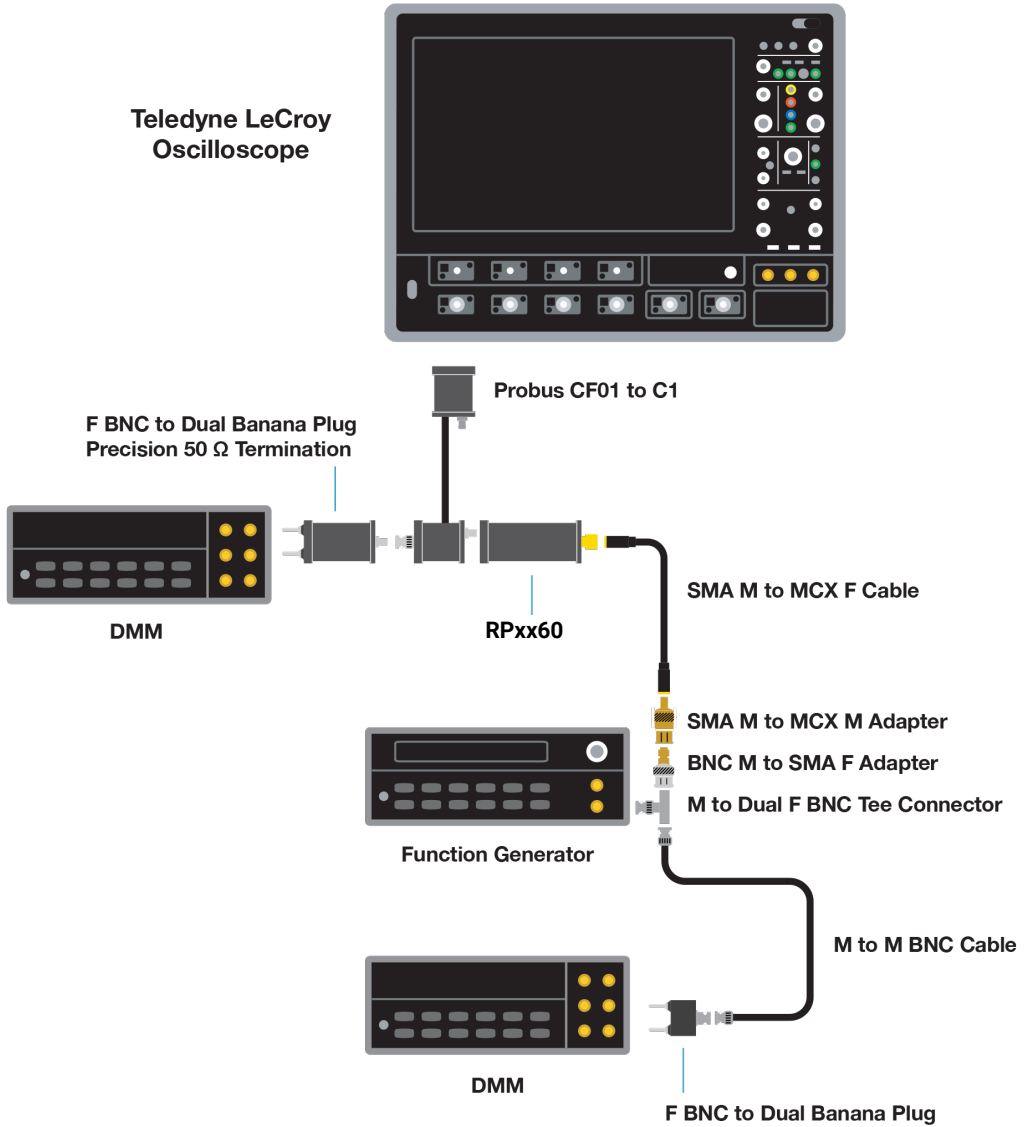 Teledyne LeCroy
Oscilloscope
Probus CF01 to C1
F BNC to Dual Banana Plug
Precision 50 Ω Termination
DMM
RPxx60
SMA M to MCX F Cable
SMA M to MCX M Adapter
BNC M to SMA F Adapter
M to Dual F BNC Tee Connector
Function Generator
M to M BNC Cable
DMM
F BNC to Dual Banana Plug